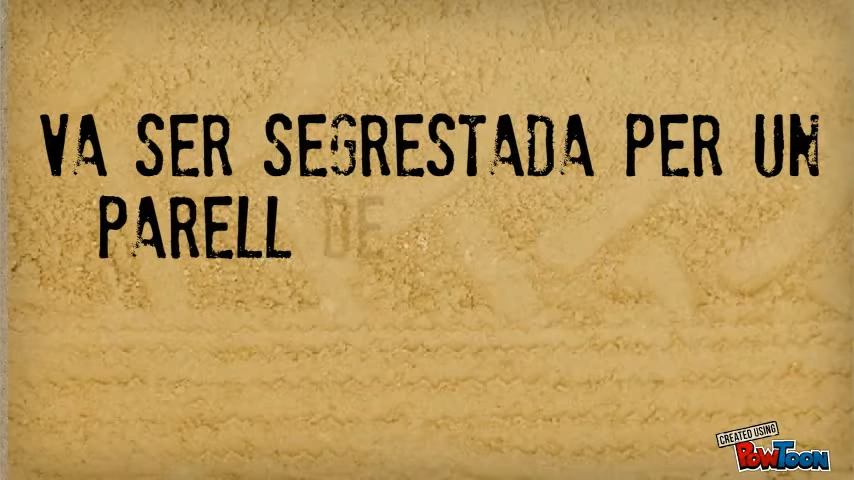 VA SER SEGRESTADA PER UN
PARELL DE
CREATED USING
POWTOON